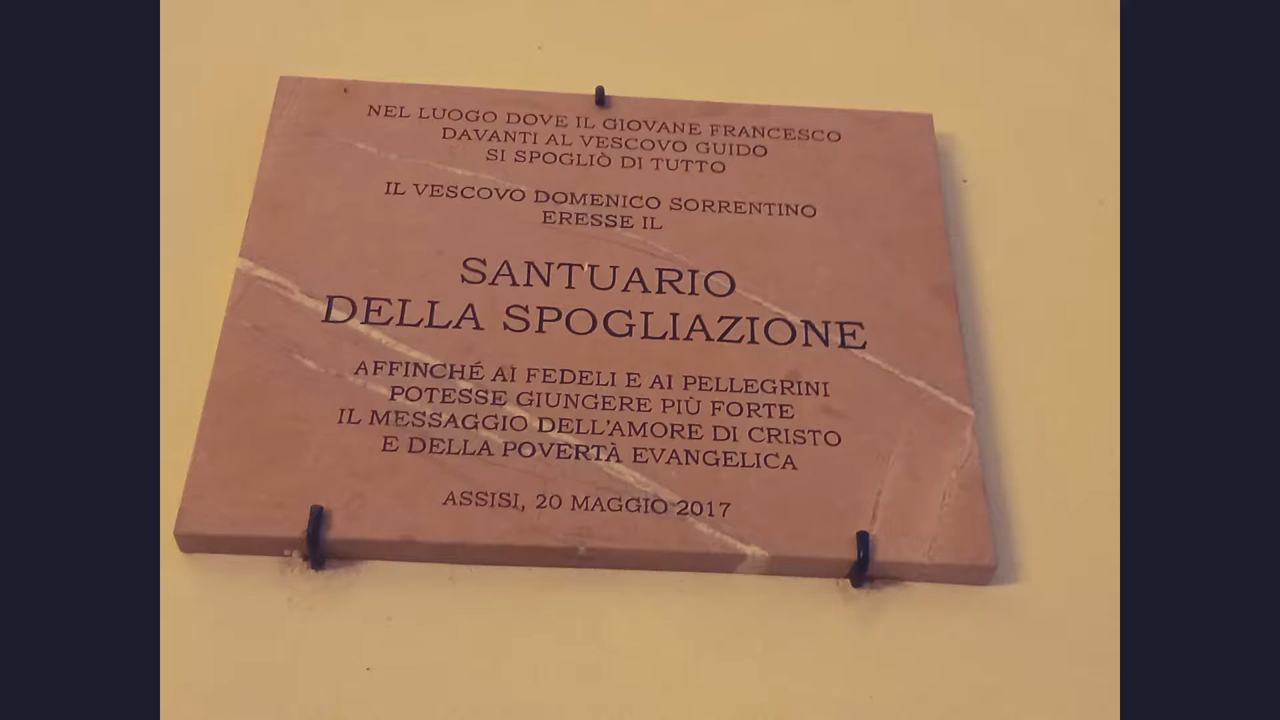 NEL LUOGO DOVE IL GIOVANE FRANCESCO
DAVANTI AL VESCOVO GUIDO
SI SPOGLIÒ DI TUTTO
IL VESCOVO DOMENICO SORRENTINO
ERESSE IL
SANTUARIO
DELLA SPOGLIAZIONE
AFFINCHÉ AI FEDELI E AI PELLEGRINI
POTESSE GIUNGERE PIÙ FORTE
IL MESSAGGIO DELL'AMORE DI CRISTO
E DELLA POVERTÀ EVANGELICA
ASSISI, 20 MAGGIO 2017